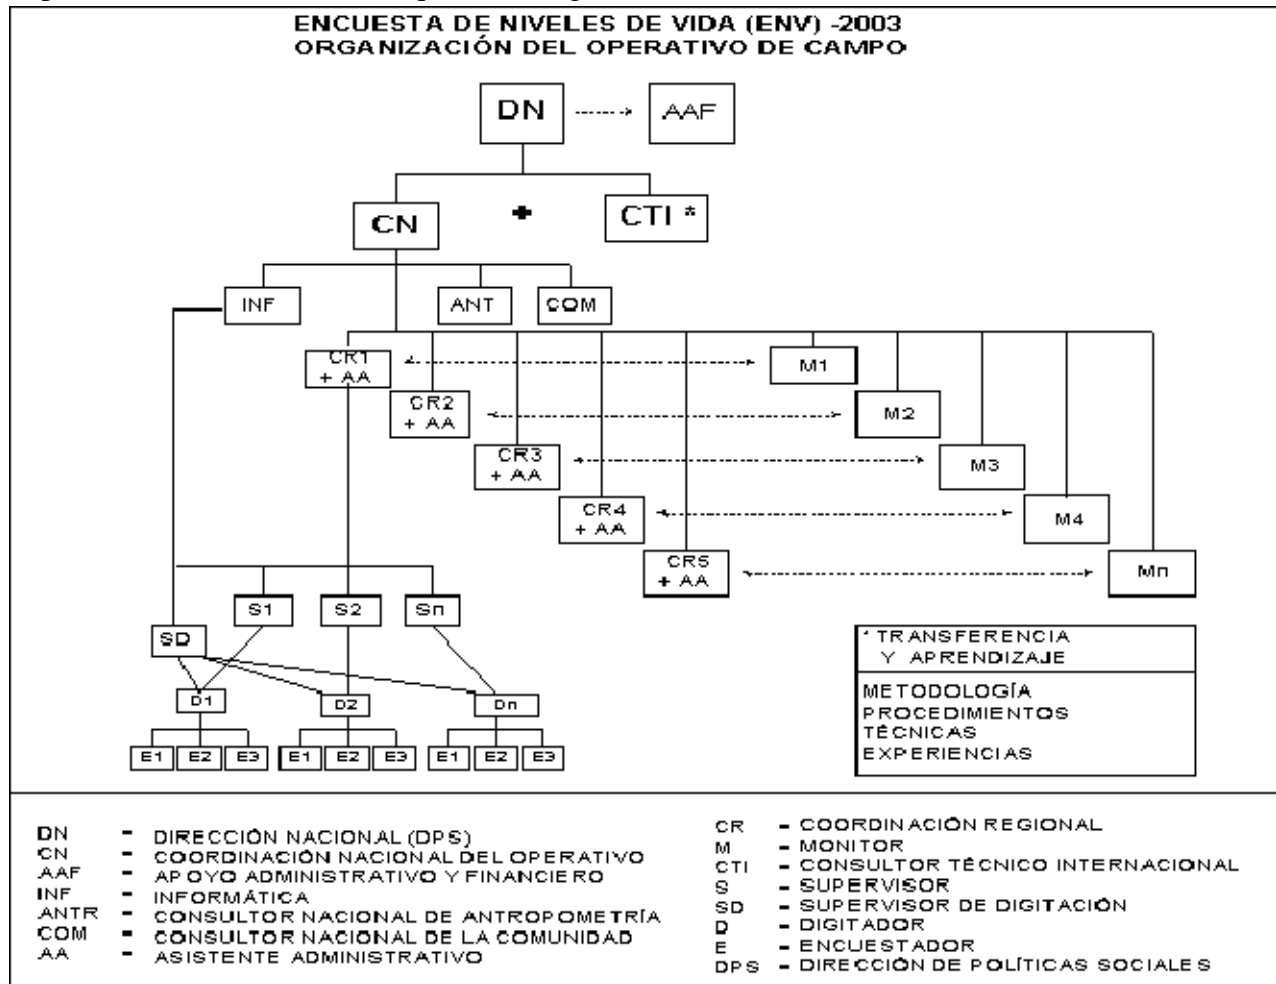 ENCUESTA DE NIVELES DE VIDA (ENV) -2003
ORGANIZACIÓN DEL OPERATIVO DE CAMPO
DN
AAF
CN
+
CTI *
INF
ANT
COM
CR1
+ AA
M1
CR2
+ AA
M2
CR3
+ AA
M3
CR4
+ AA
M4
CR5
+ AA
Mn
S1
S2
Sn
SD
D1
D2
Dn
E1 E2 E3
E1 E2 E3
E1 E2 E3
* TRANSFERENCIA
Y APRENDIZAJE
METODOLOGÍA
PROCEDIMIENTOS
TÉCNICAS
EXPERIENCIAS
DN - DIRECCIÓN NACIONAL (DPS)
CN - COORDINACIÓN NACIONAL DEL OPERATIVO
AAF - APOYO ADMINISTRATIVO Y FINANCIERO
INF - INFORMÁTICA
ANTR - CONSULTOR NACIONAL DE ANTROPOMETRÍA
COM - CONSULTOR NACIONAL DE LA COMUNIDAD
AA - ASISTENTE ADMINISTRATIVO
CR - COORDINACIÓN REGIONAL
M - MONITOR
CTI - CONSULTOR TÉCNICO INTERNACIONAL
S - SUPERVISOR
SD - SUPERVISOR DE DIGITACIÓN
D - DIGITADOR
E - ENCUESTADOR
DPS - DIRECCIÓN DE POLÍTICAS SOCIALES